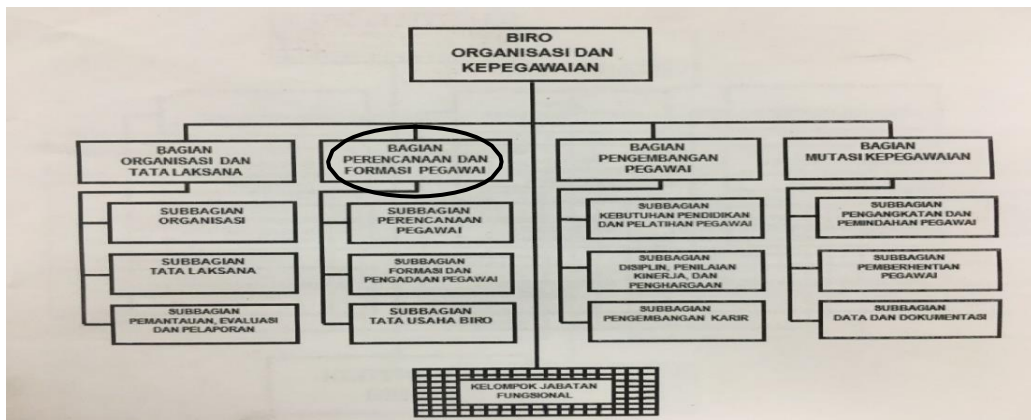 BIRO
ORGANISASI DAN
KEPEGAWAIAN
BAGIAN
ORGANISASI DAN
TATA LAKSANA
BAGIAN
PERENCANAAN DAN
FORMASI PEGAWAI
BAGIAN
PENGEMBANGAN
PEGAWAI
BAGIAN
MUTASI KEPEGAWAIAN
SUBBAGIAN
ORGANISASI
SUBBAGIAN
TATA LAKSANA
SUBBAGIAN
PEMANTAUAN, EVALUASI
DAN PELAPORAN
SUBBAGIAN
PERENCANAAN
PEGAWAI
SUBBAGIAN
FORMASI DAN
PENGADAAN PEGAWAI
SUBBAGIAN
TATA USAHA BIRO
SUBBAGIAN
KEBUTUHAN PENDIDIKAN
DAN PELATIHAN PEGAWAI
SUBBAGIAN
DISIPLIN, PENILAIAN
KINERJA, DAN
PENGHARGAAN
SUBBAGIAN
PENGEMBANGAN KARIR
SUBBAGIAN
PENGANGKATAN DAN
PEMINDAHAN PEGAWAI
SUBBAGIAN
PEMBERHENTIAN
PEGAWAI
SUBBAGIAN
DATA DAN DOKUMENTASI
KELOMPOK JABATAN
FUNGSIONAL